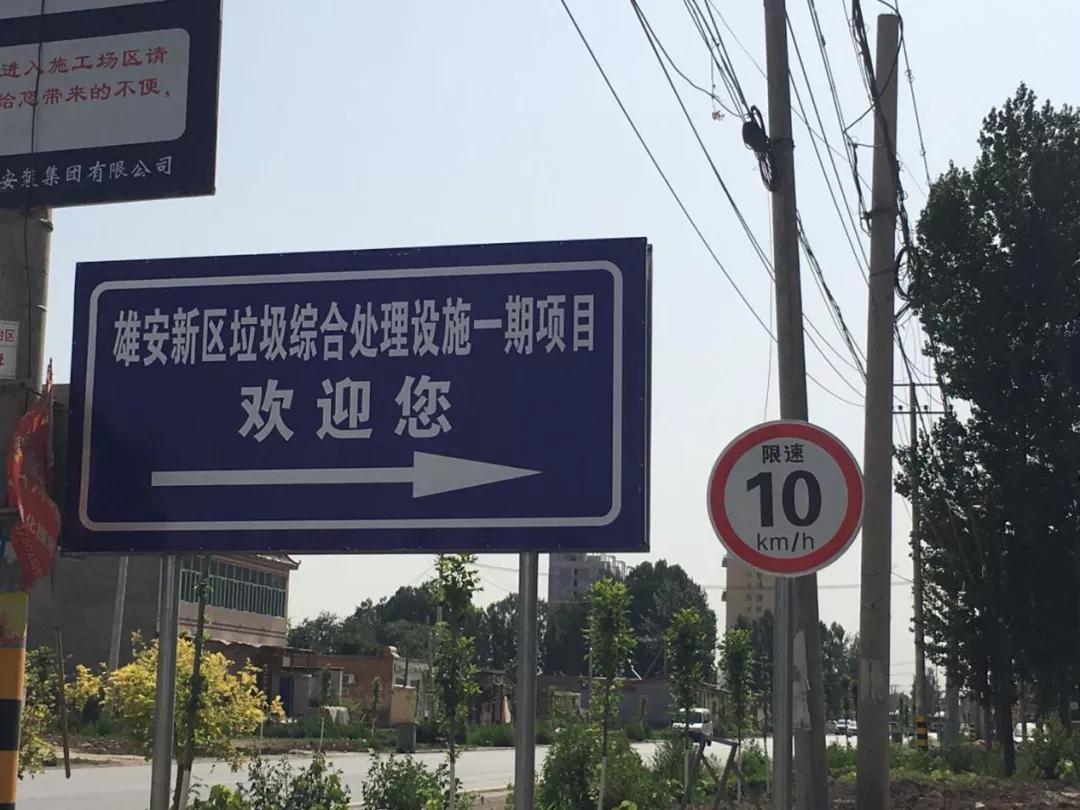 进入施工场区请
给您带来的不便,
安装集团有限公司
雄安新区垃圾综合处理设施一期项目
欢迎您
限速
10
km/h